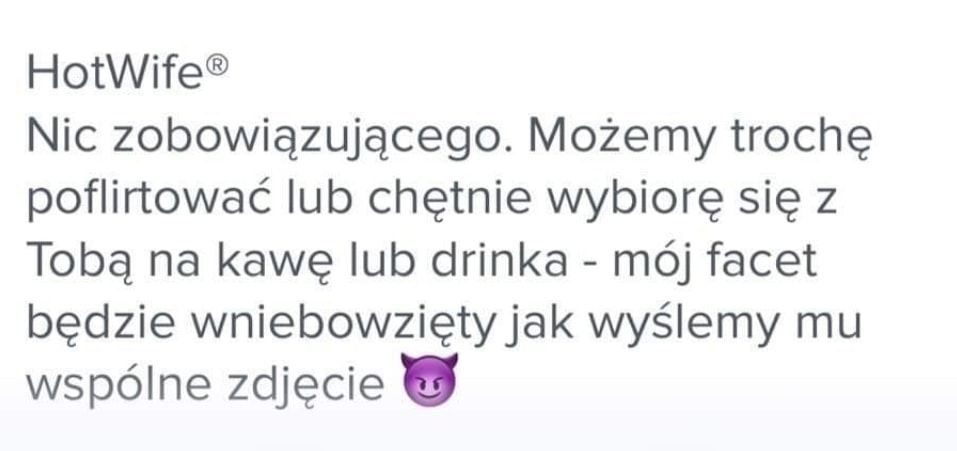 HotWife®
Nic zobowiązującego. Możemy trochę
poflirtować lub chętnie wybiorę się z
Tobą na kawę lub drinka - mój facet
będzie wniebowzięty jak wyślemy mu
wspólne zdjęcie 😈